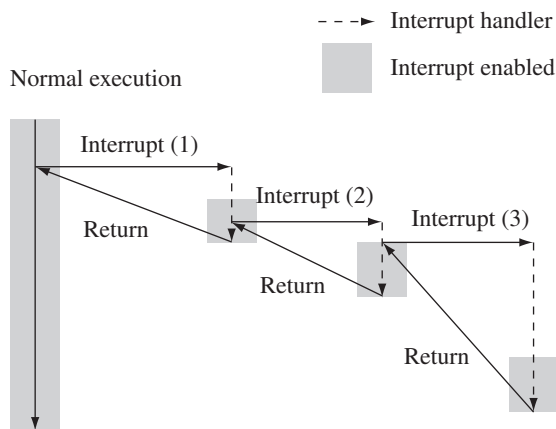 Interrupt handler
Interrupt enabled
Normal execution
Interrupt (1)
Interrupt (2)
Interrupt (3)
Return
Return
Return